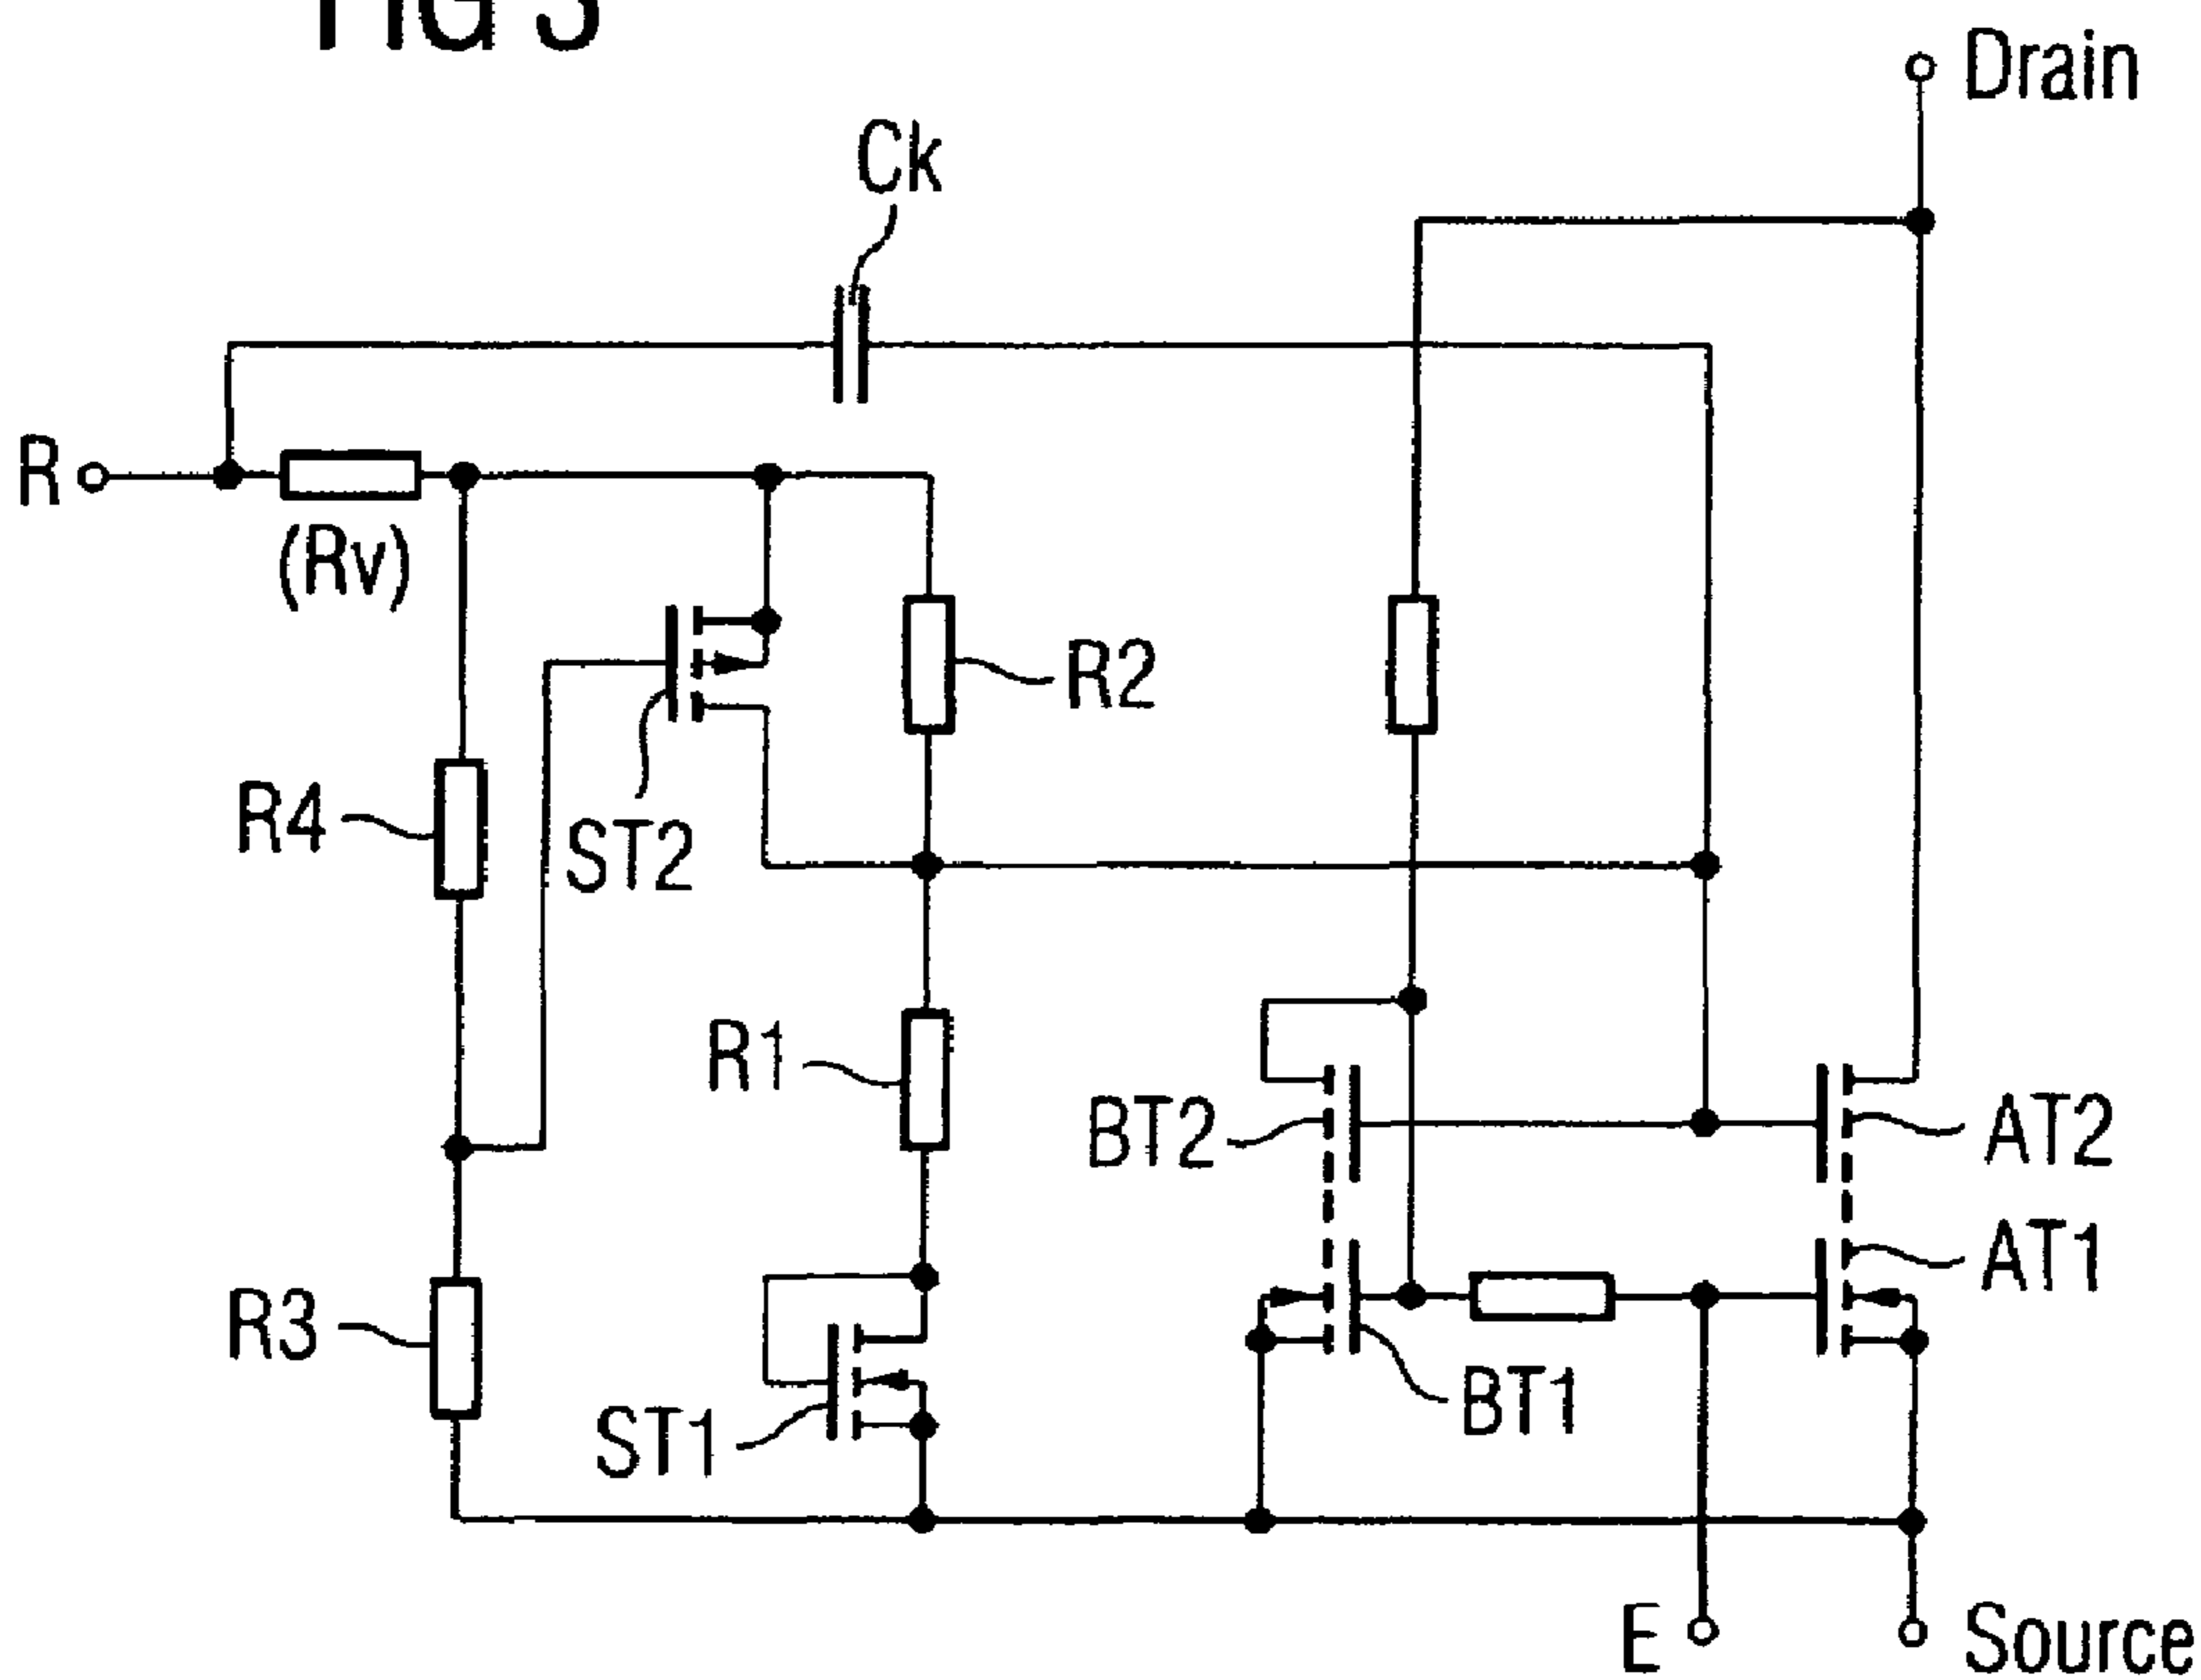 FIG 3
Drain
Ck
R
(Rv)
R2
R4
ST2
R1
BT2
AT2
AT1
R3
BT1
ST1
E
Source